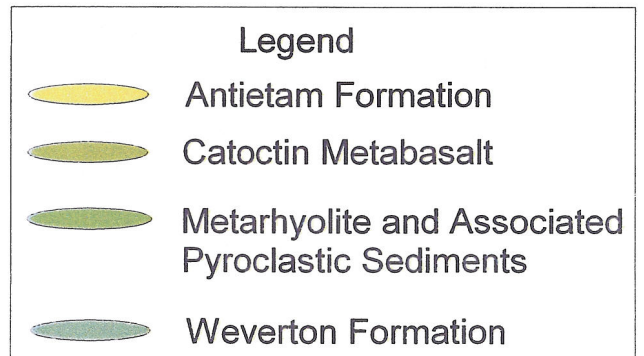 Legend
Antietam Formation
Catoctin Metabasalt
Metarhyolite and Associated
Pyroclastic Sediments
Weverton Formation